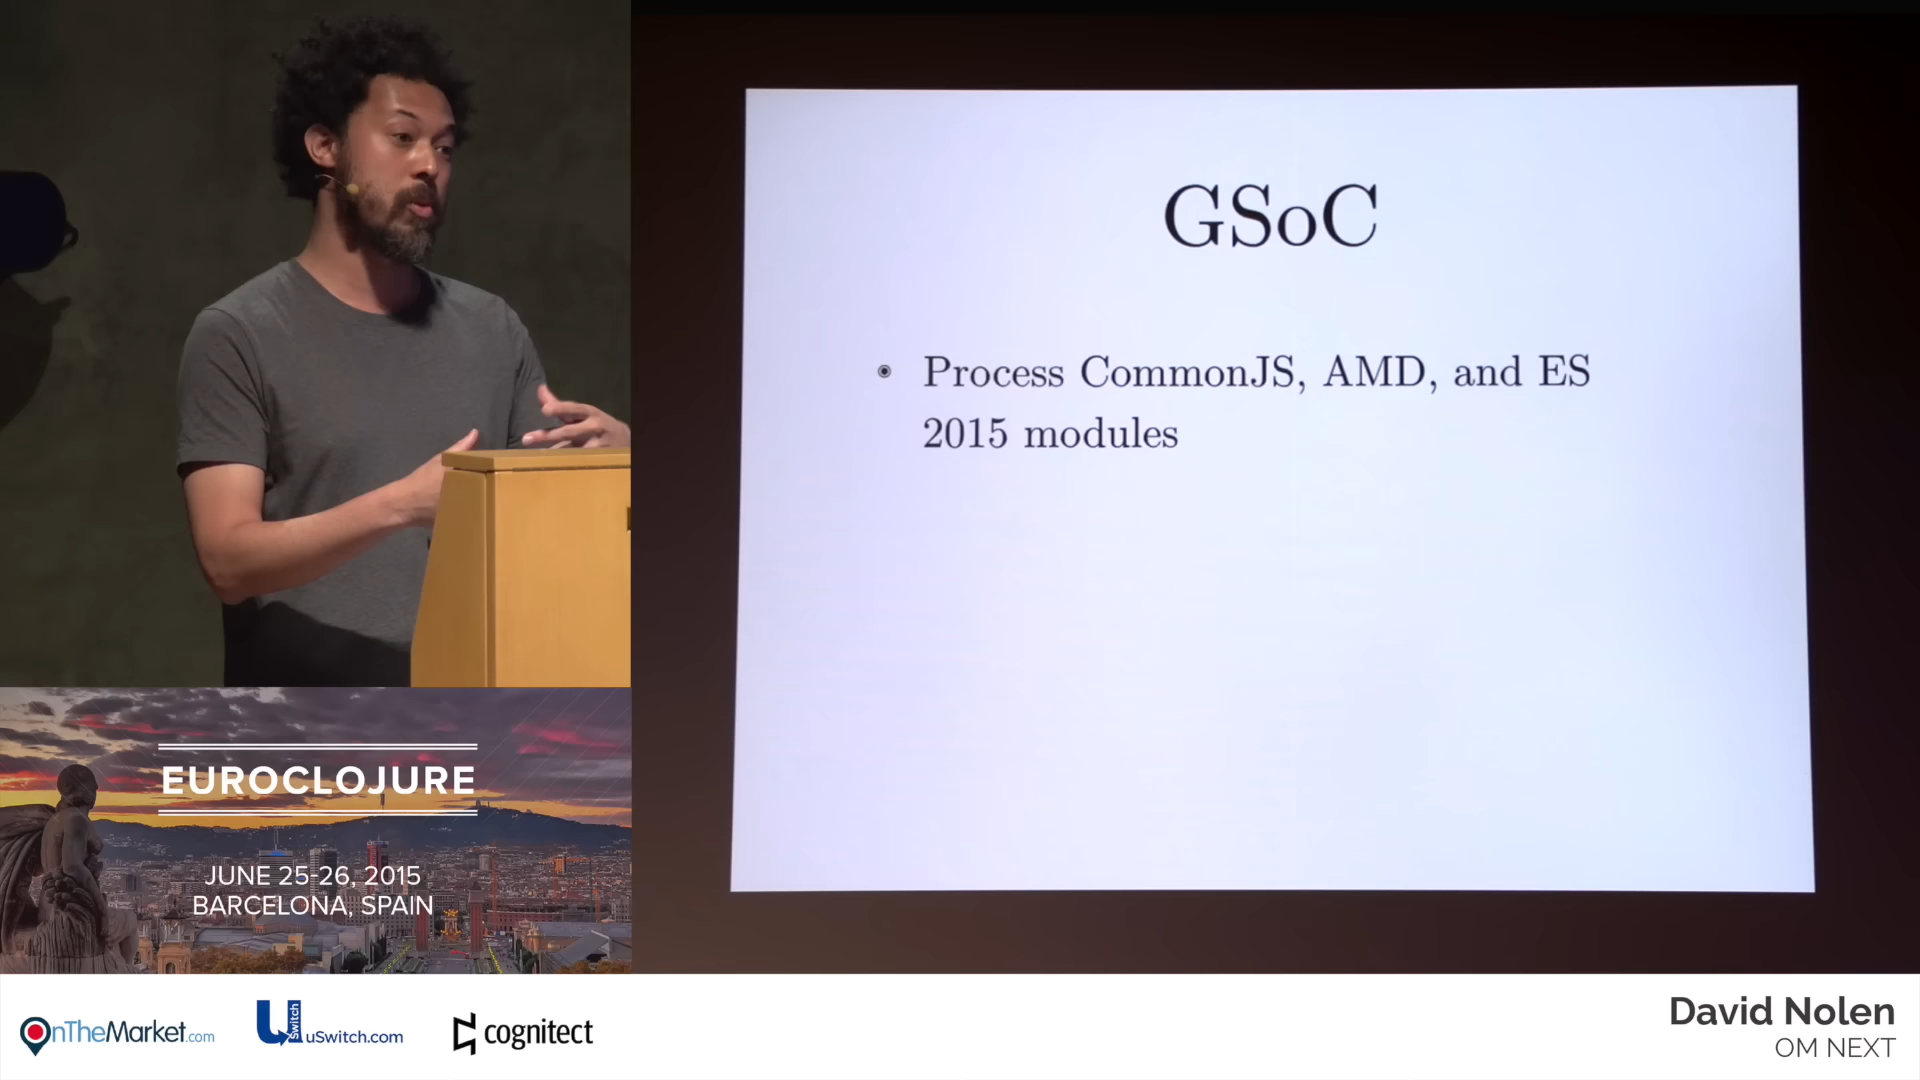 GSoC
Process CommonJS, AMD, and ES
2015 modules
EUROCLOJURE
JUNE 25-26, 2015
BARCELONA, SPAIN
OnTheMarket.com
USwitch
uSwitch.com
cognitect
David Nolen
OM NEXT